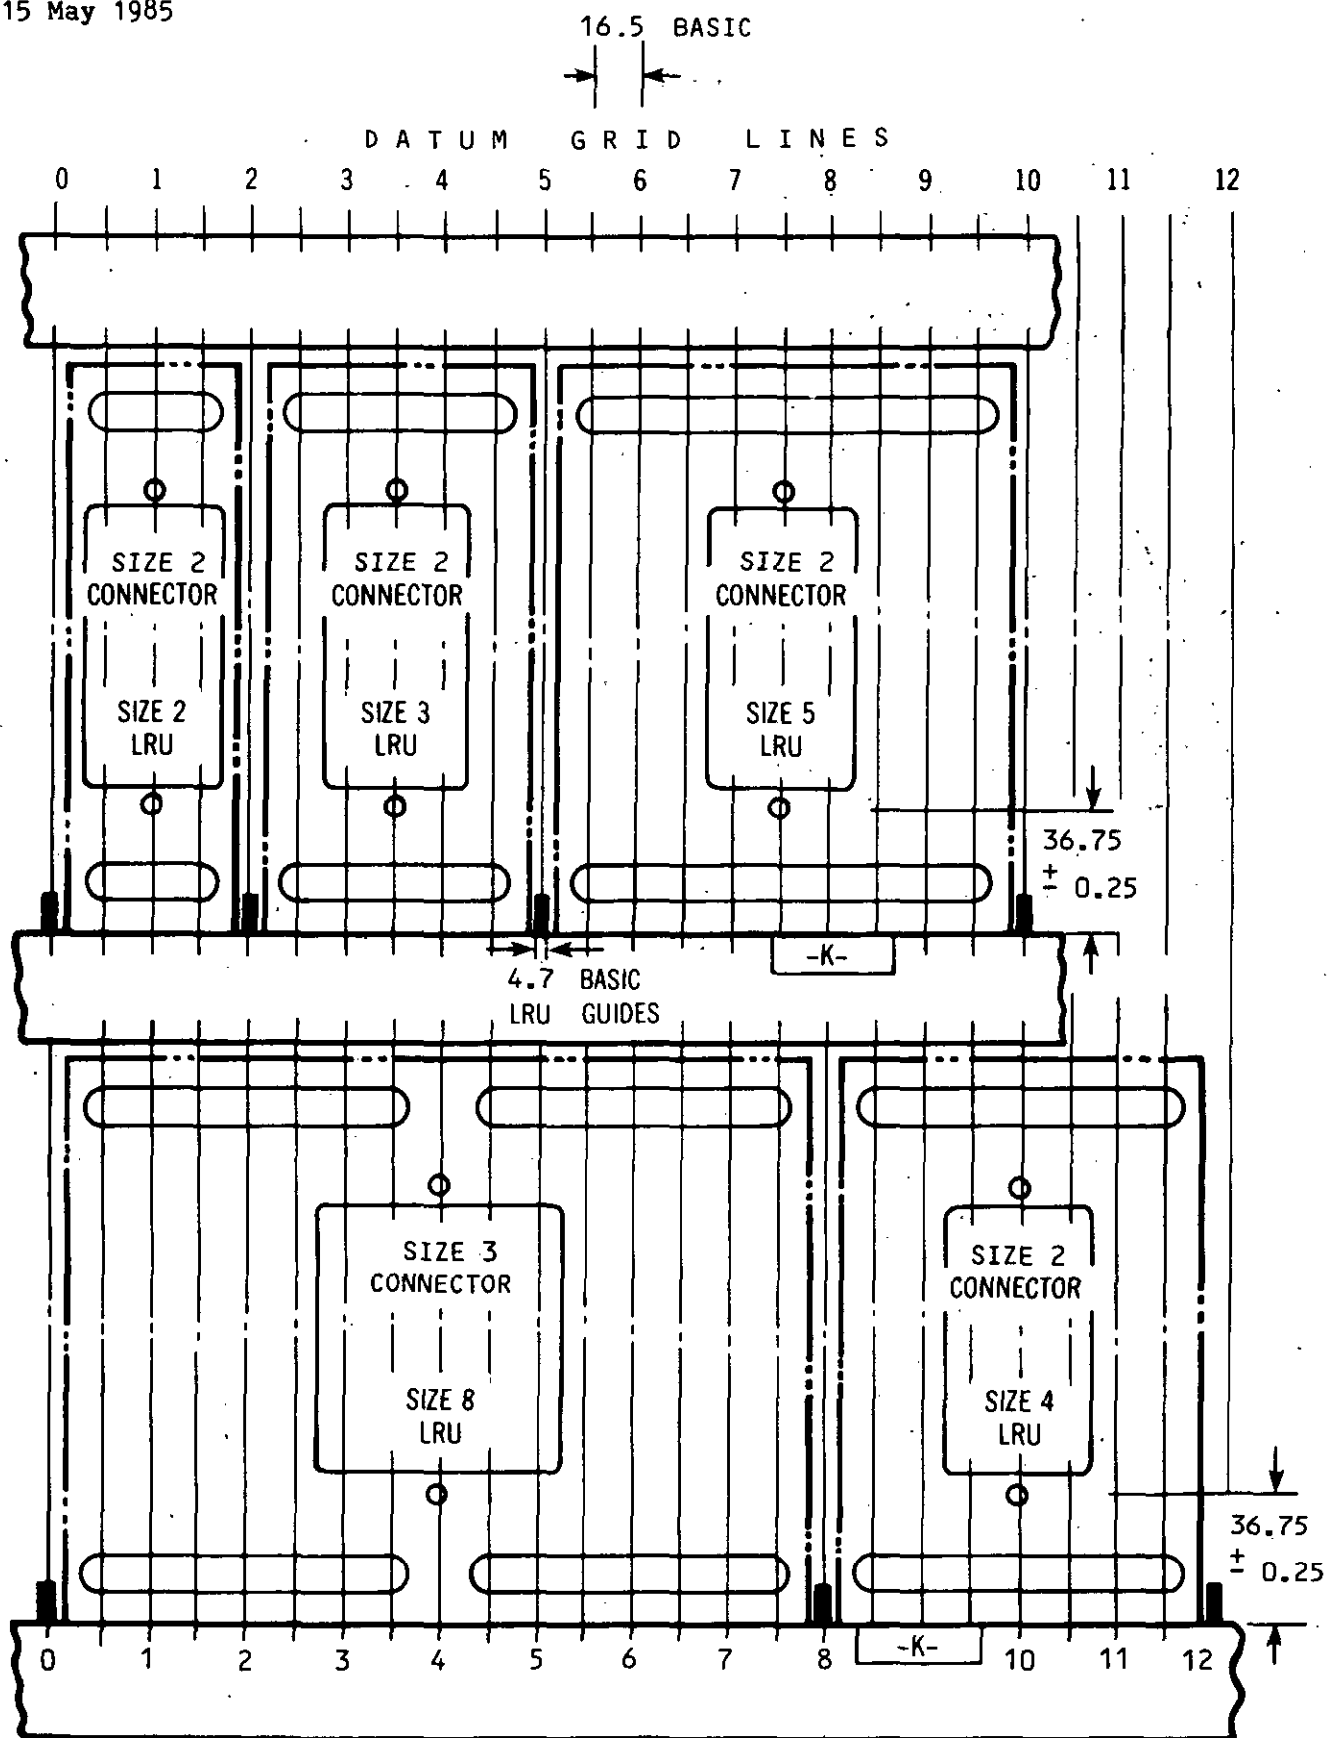 15 May 1985
16.5 BASIC
DATUM GRID LINES
0 1 2 3 4 5 6 7 8 9 10 11 12
SIZE 2 CONNECTOR
SIZE 2 LRU
SIZE 2 CONNECTOR
SIZE 3 LRU
SIZE 2 CONNECTOR
SIZE 5 LRU
36.75
± 0.25
-K-
4.7 BASIC
LRU GUIDES
SIZE 3
CONNECTOR
SIZE 8
LRU
SIZE 2
CONNECTOR
SIZE 4
LRU
36.75
± 0.25
0 1 2 3 4 5 6 7 8 -K- 10 11 12